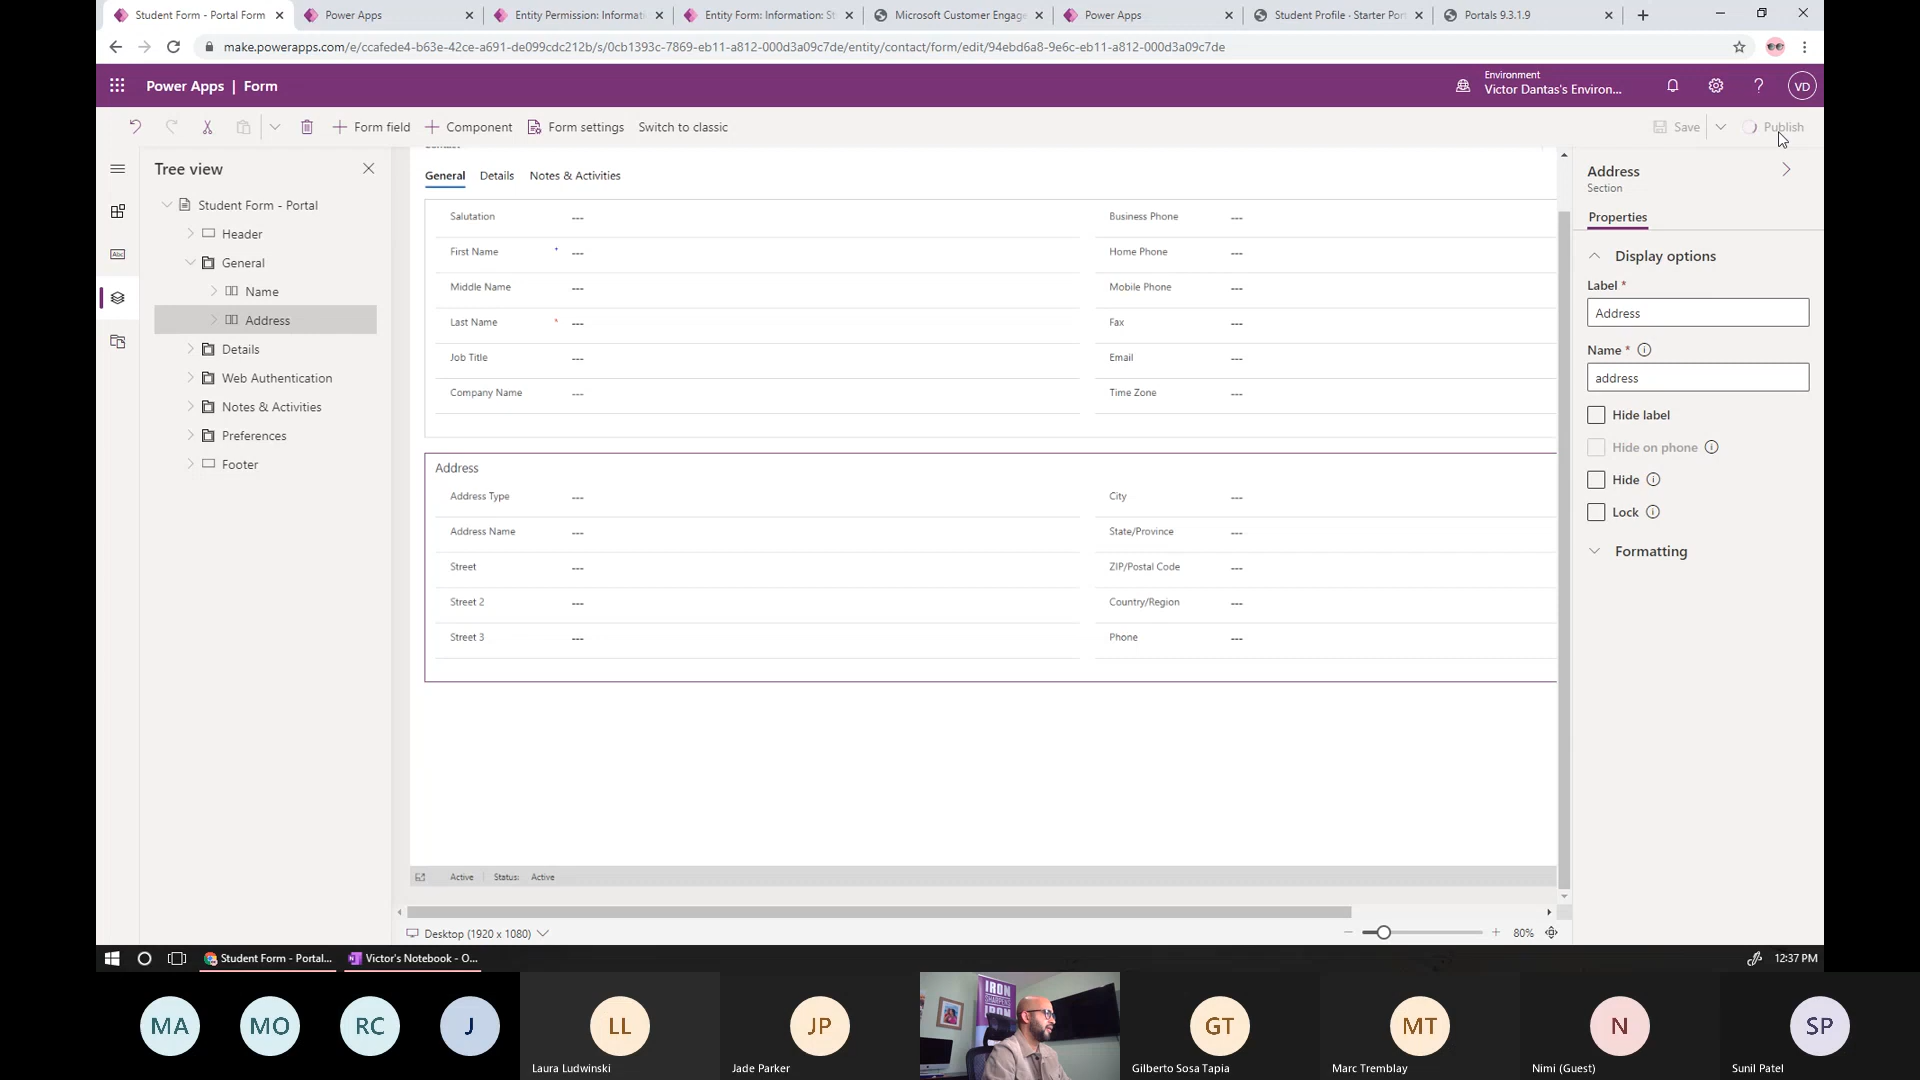 Student Form - Portal Form
Power Apps
Entity Permission: Informati
Entity Form: Information: St
Microsoft Customer Engag
Power Apps
Student Profile · Starter Port
Portals 9.3.1.9
make.powerapps.com/e/ccafede4-b63e-42ce-a691-de099cdc212b/s/0cb1393c-7869-eb11-a812-000d3a09c7de/entity/contact/form/edit/94ebd6a8-9e6c-eb11-a812-000d3a09c7de
Power Apps | Form
Environment
Victor Dantas's Environ...
VD
Form field
Component
Form settings
Switch to classic
Save
Publish
Tree view
Student Form - Portal
Header
General
Name
Address
Details
Web Authentication
Notes & Activities
Preferences
Footer
General
Details
Notes & Activities
Salutation ---
Business Phone ---
First Name * ---
Home Phone ---
Middle Name ---
Mobile Phone ---
Last Name * ---
Fax ---
Job Title ---
Email ---
Company Name ---
Time Zone ---
Address
Address Type ---
City ---
Address Name ---
State/Province ---
Street ---
ZIP/Postal Code ---
Street 2 ---
Country/Region ---
Street 3 ---
Phone ---
Active
Status: Active
Desktop (1920 x 1080)
80%
Address
Section
Properties
Display options
Label *
Address
Name *
address
Hide label
Hide on phone
Hide
Lock
Formatting
Student Form - Portal...
Victor's Notebook - O...
12:37 PM
MA
MO
RC
J
LL
Laura Ludwinski
JP
Jade Parker
IRON
SHARPENS
IRON
GT
Gilberto Sosa Tapia
MT
Marc Tremblay
N
Nimi (Guest)
SP
Sunil Patel